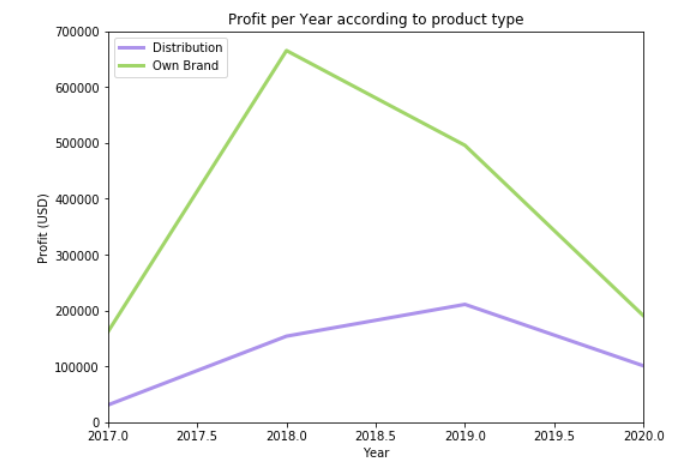 Profit per Year according to product type
Distribution
Own Brand
700000
600000
500000
400000
300000
200000
100000
0
Profit (USD)
2017.0 2017.5 2018.0 2018.5 2019.0 2019.5 2020.0
Year